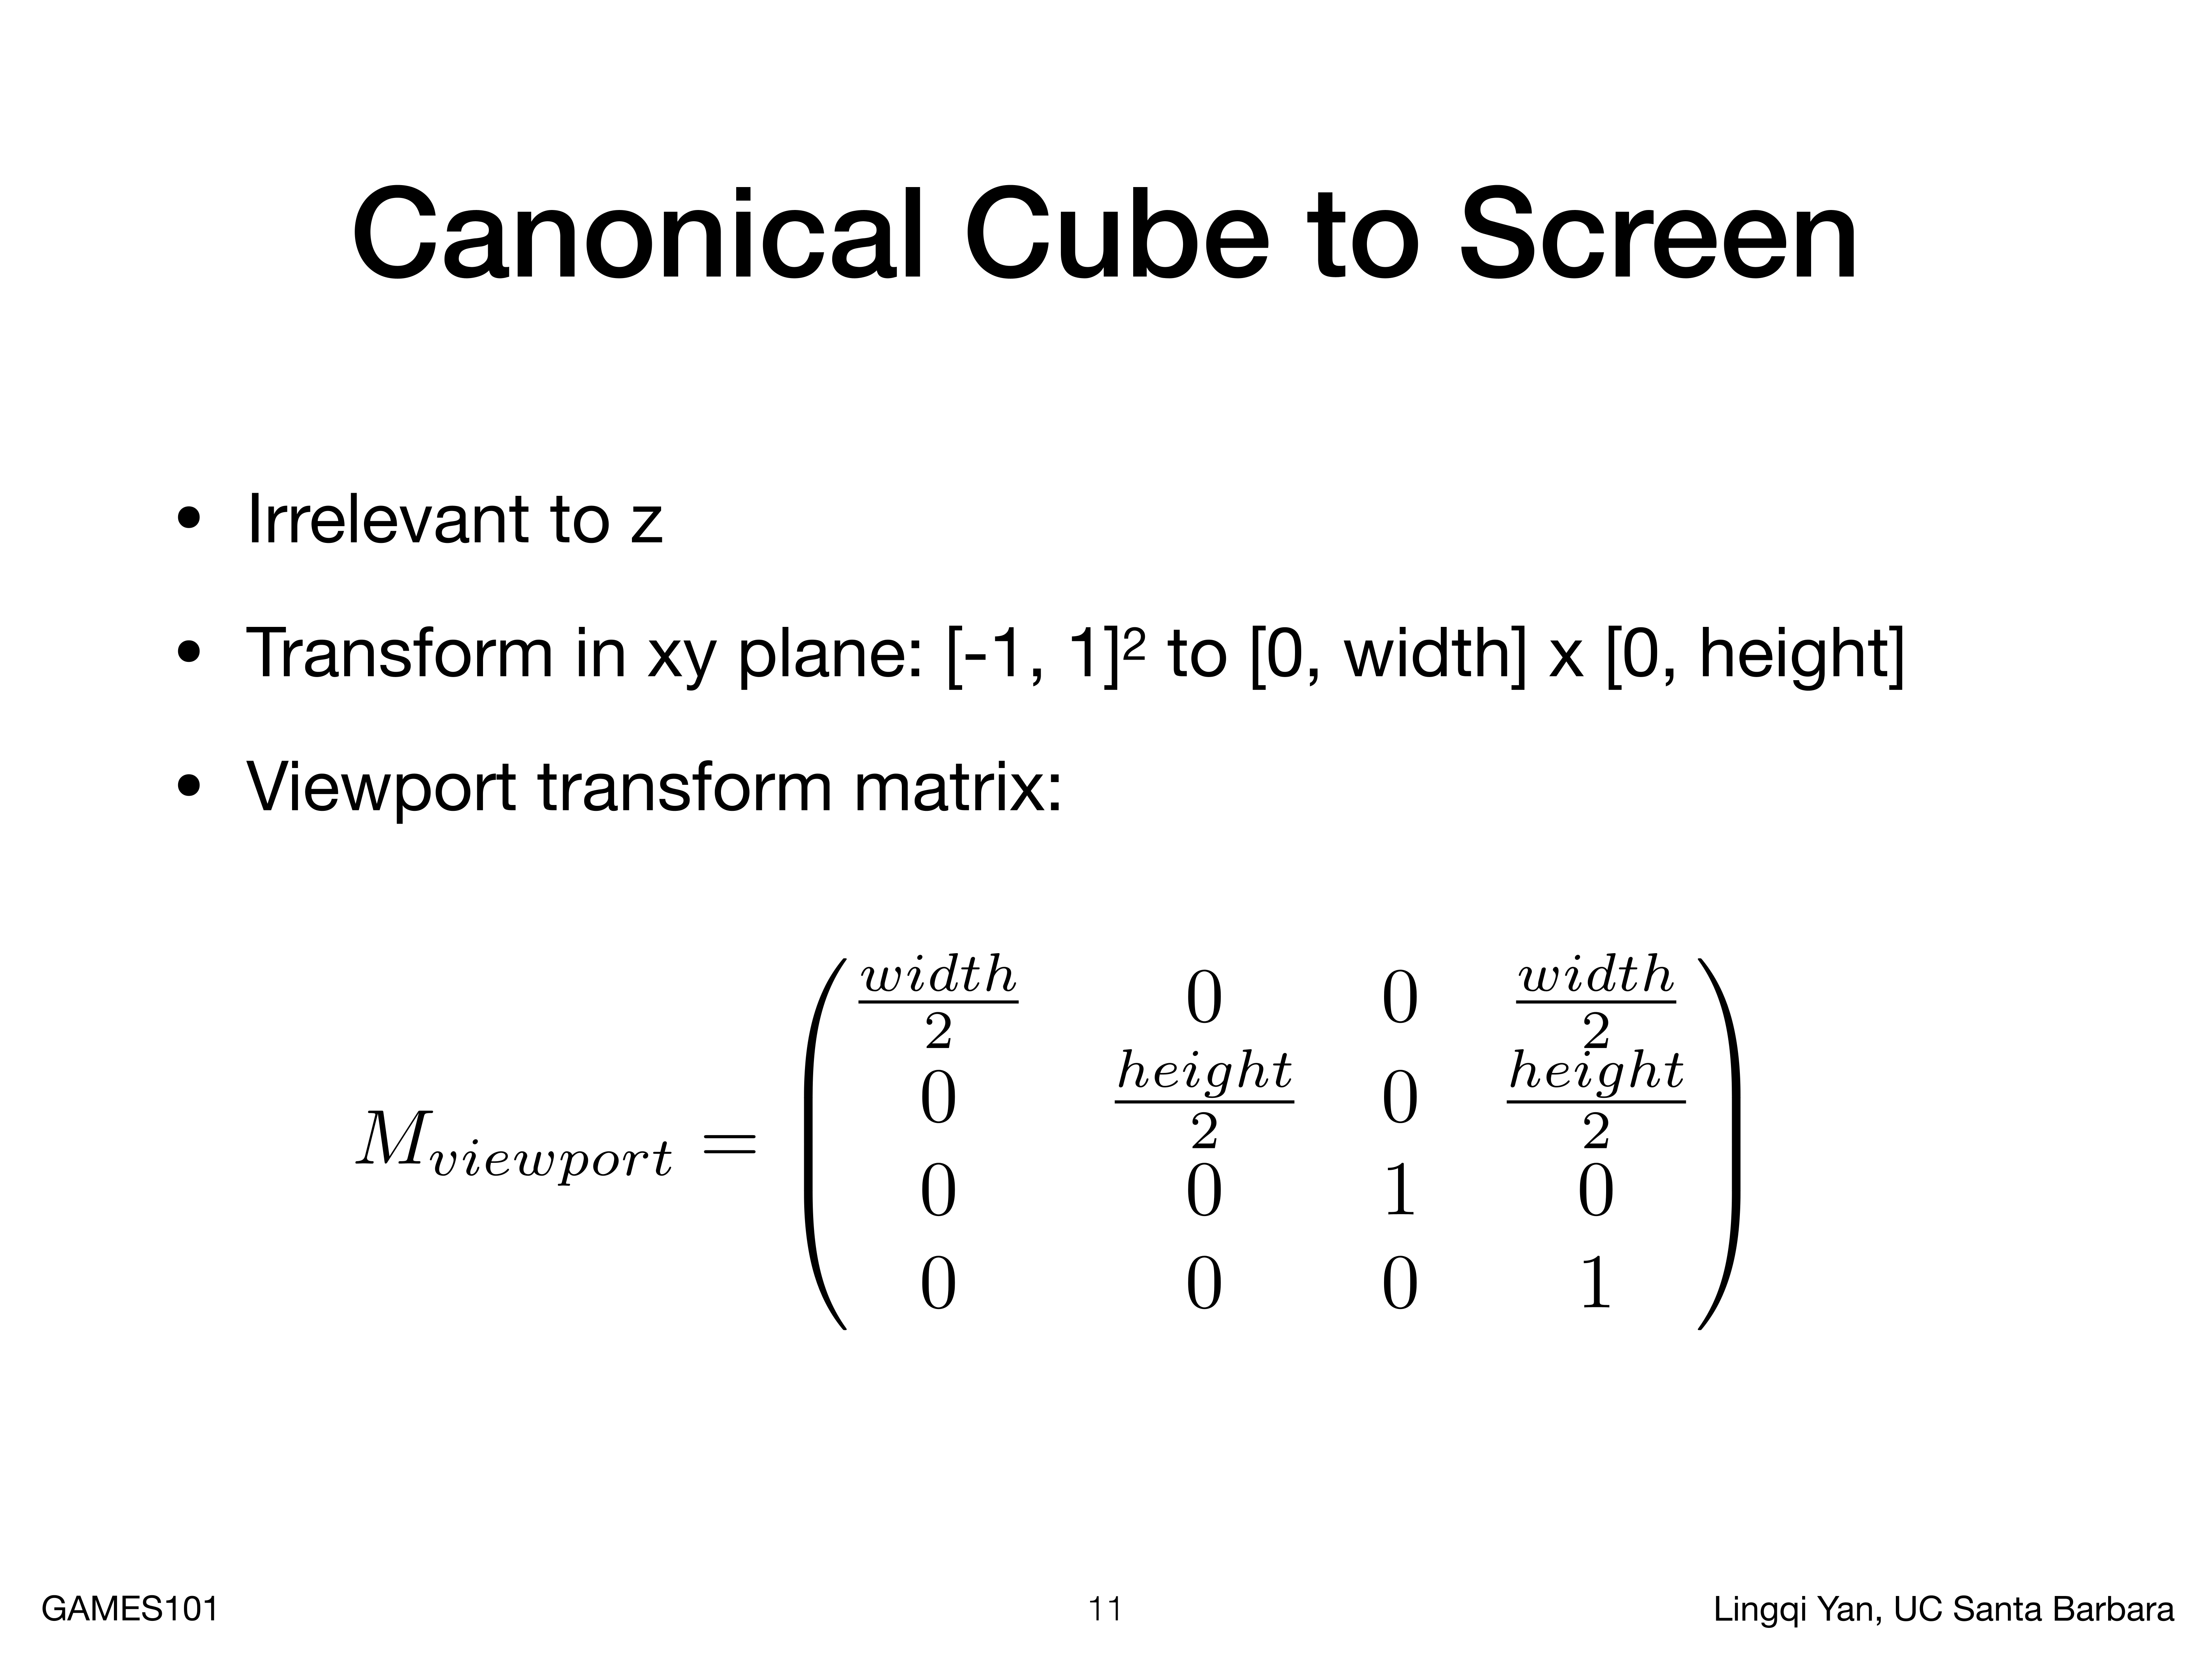 Canonical Cube to Screen
• Irrelevant to z
• Transform in xy plane: [-1, 1]² to [0, width] x [0, height]
• Viewport transform matrix:
$$M_{viewport} = \begin{pmatrix} \frac{width}{2} & 0 & 0 & \frac{width}{2} \\ 0 & \frac{height}{2} & 0 & \frac{height}{2} \\ 0 & 0 & 1 & 0 \\ 0 & 0 & 0 & 1 \end{pmatrix}$$
GAMES101
11
Lingqi Yan, UC Santa Barbara